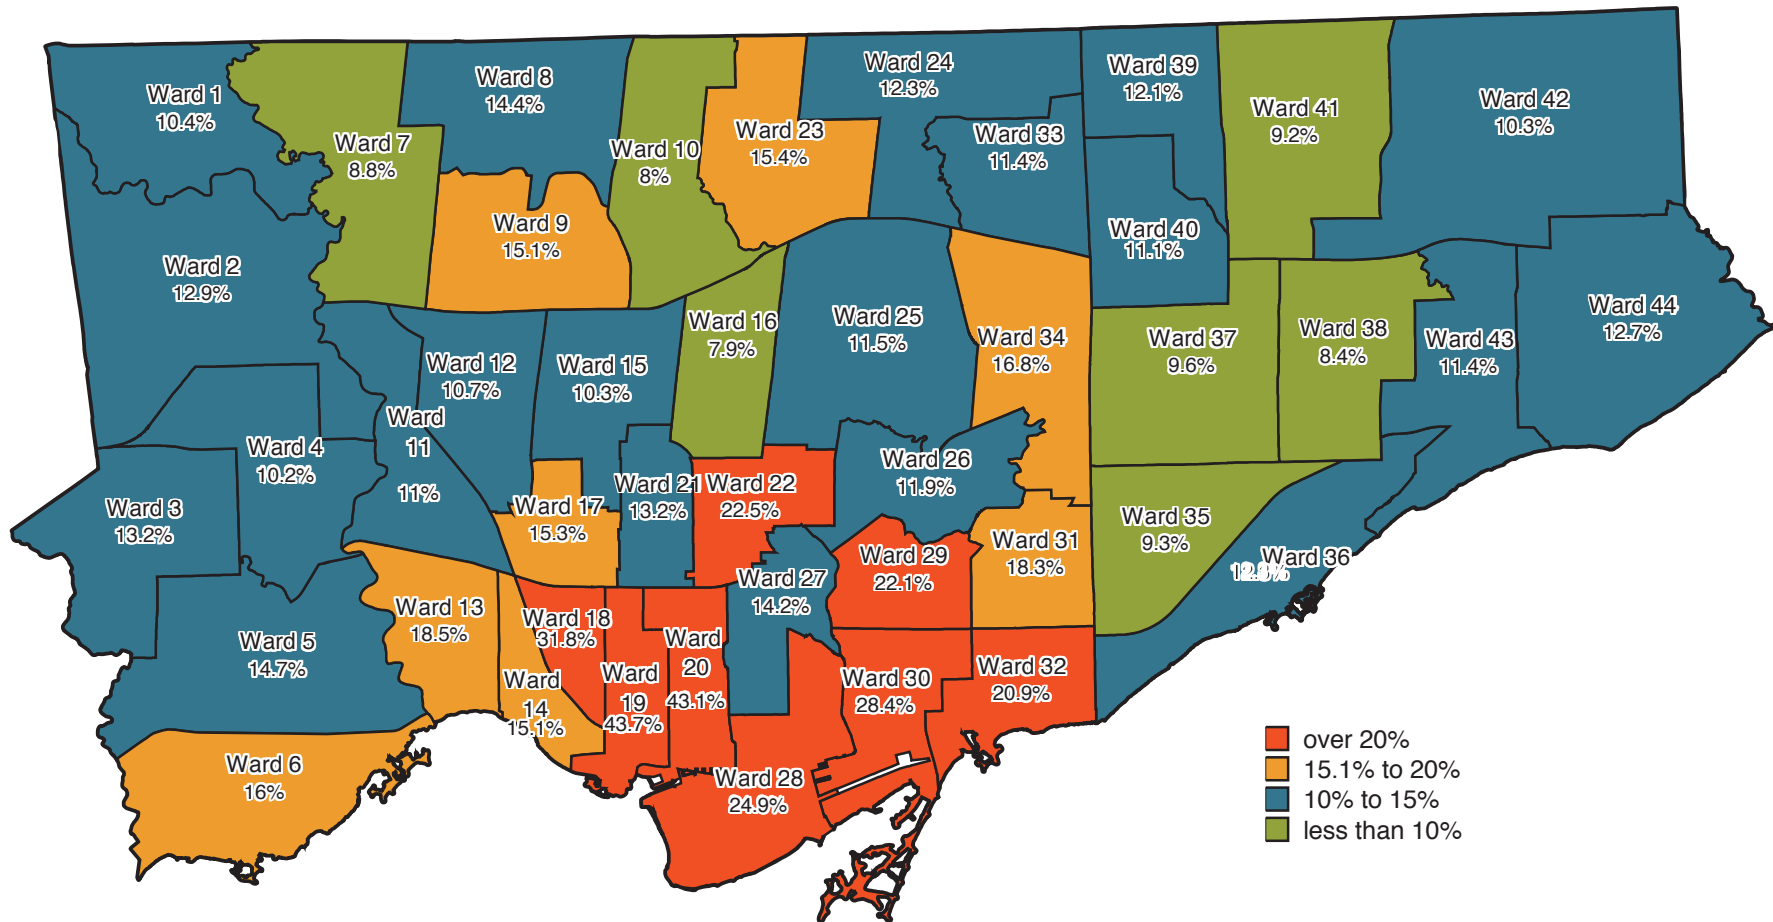 Ward 1
10.4%
Ward 7
8.8%
Ward 8
14.4%
Ward 10
8%
Ward 23
15.4%
Ward 24
12.3%
Ward 33
11.4%
Ward 39
12.1%
Ward 41
9.2%
Ward 42
10.3%
Ward 2
12.9%
Ward 9
15.1%
Ward 40
11.1%
Ward 12
10.7%
Ward 15
10.3%
Ward 16
7.9%
Ward 25
11.5%
Ward 34
16.8%
Ward 37
9.6%
Ward 38
8.4%
Ward 43
11.4%
Ward 44
12.7%
Ward
11
11%
Ward 4
10.2%
Ward 3
13.2%
Ward 17
15.3%
Ward 21
13.2%
Ward 22
22.5%
Ward 26
11.9%
Ward 35
9.3%
Ward 36
Ward 31
18.3%
Ward 29
22.1%
Ward 27
14.2%
Ward 13
18.5%
Ward 18
31.8%
Ward 5
14.7%
Ward
14
15.1%
Ward
19
43.7%
Ward
20
43.1%
Ward 30
28.4%
Ward 32
20.9%
Ward 6
16%
Ward 28
24.9%
over 20%
15.1% to 20%
10% to 15%
less than 10%